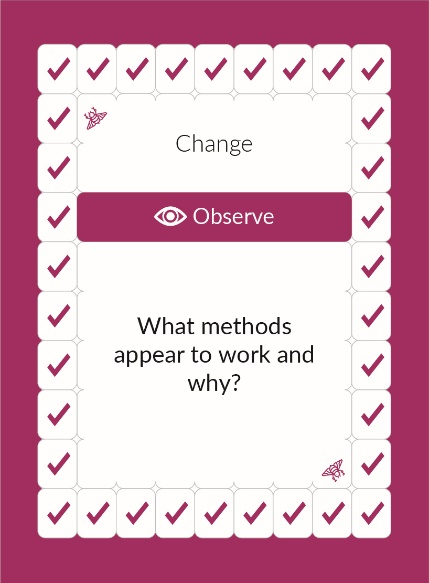 Change
Observe
What methods
appear to work and
why?